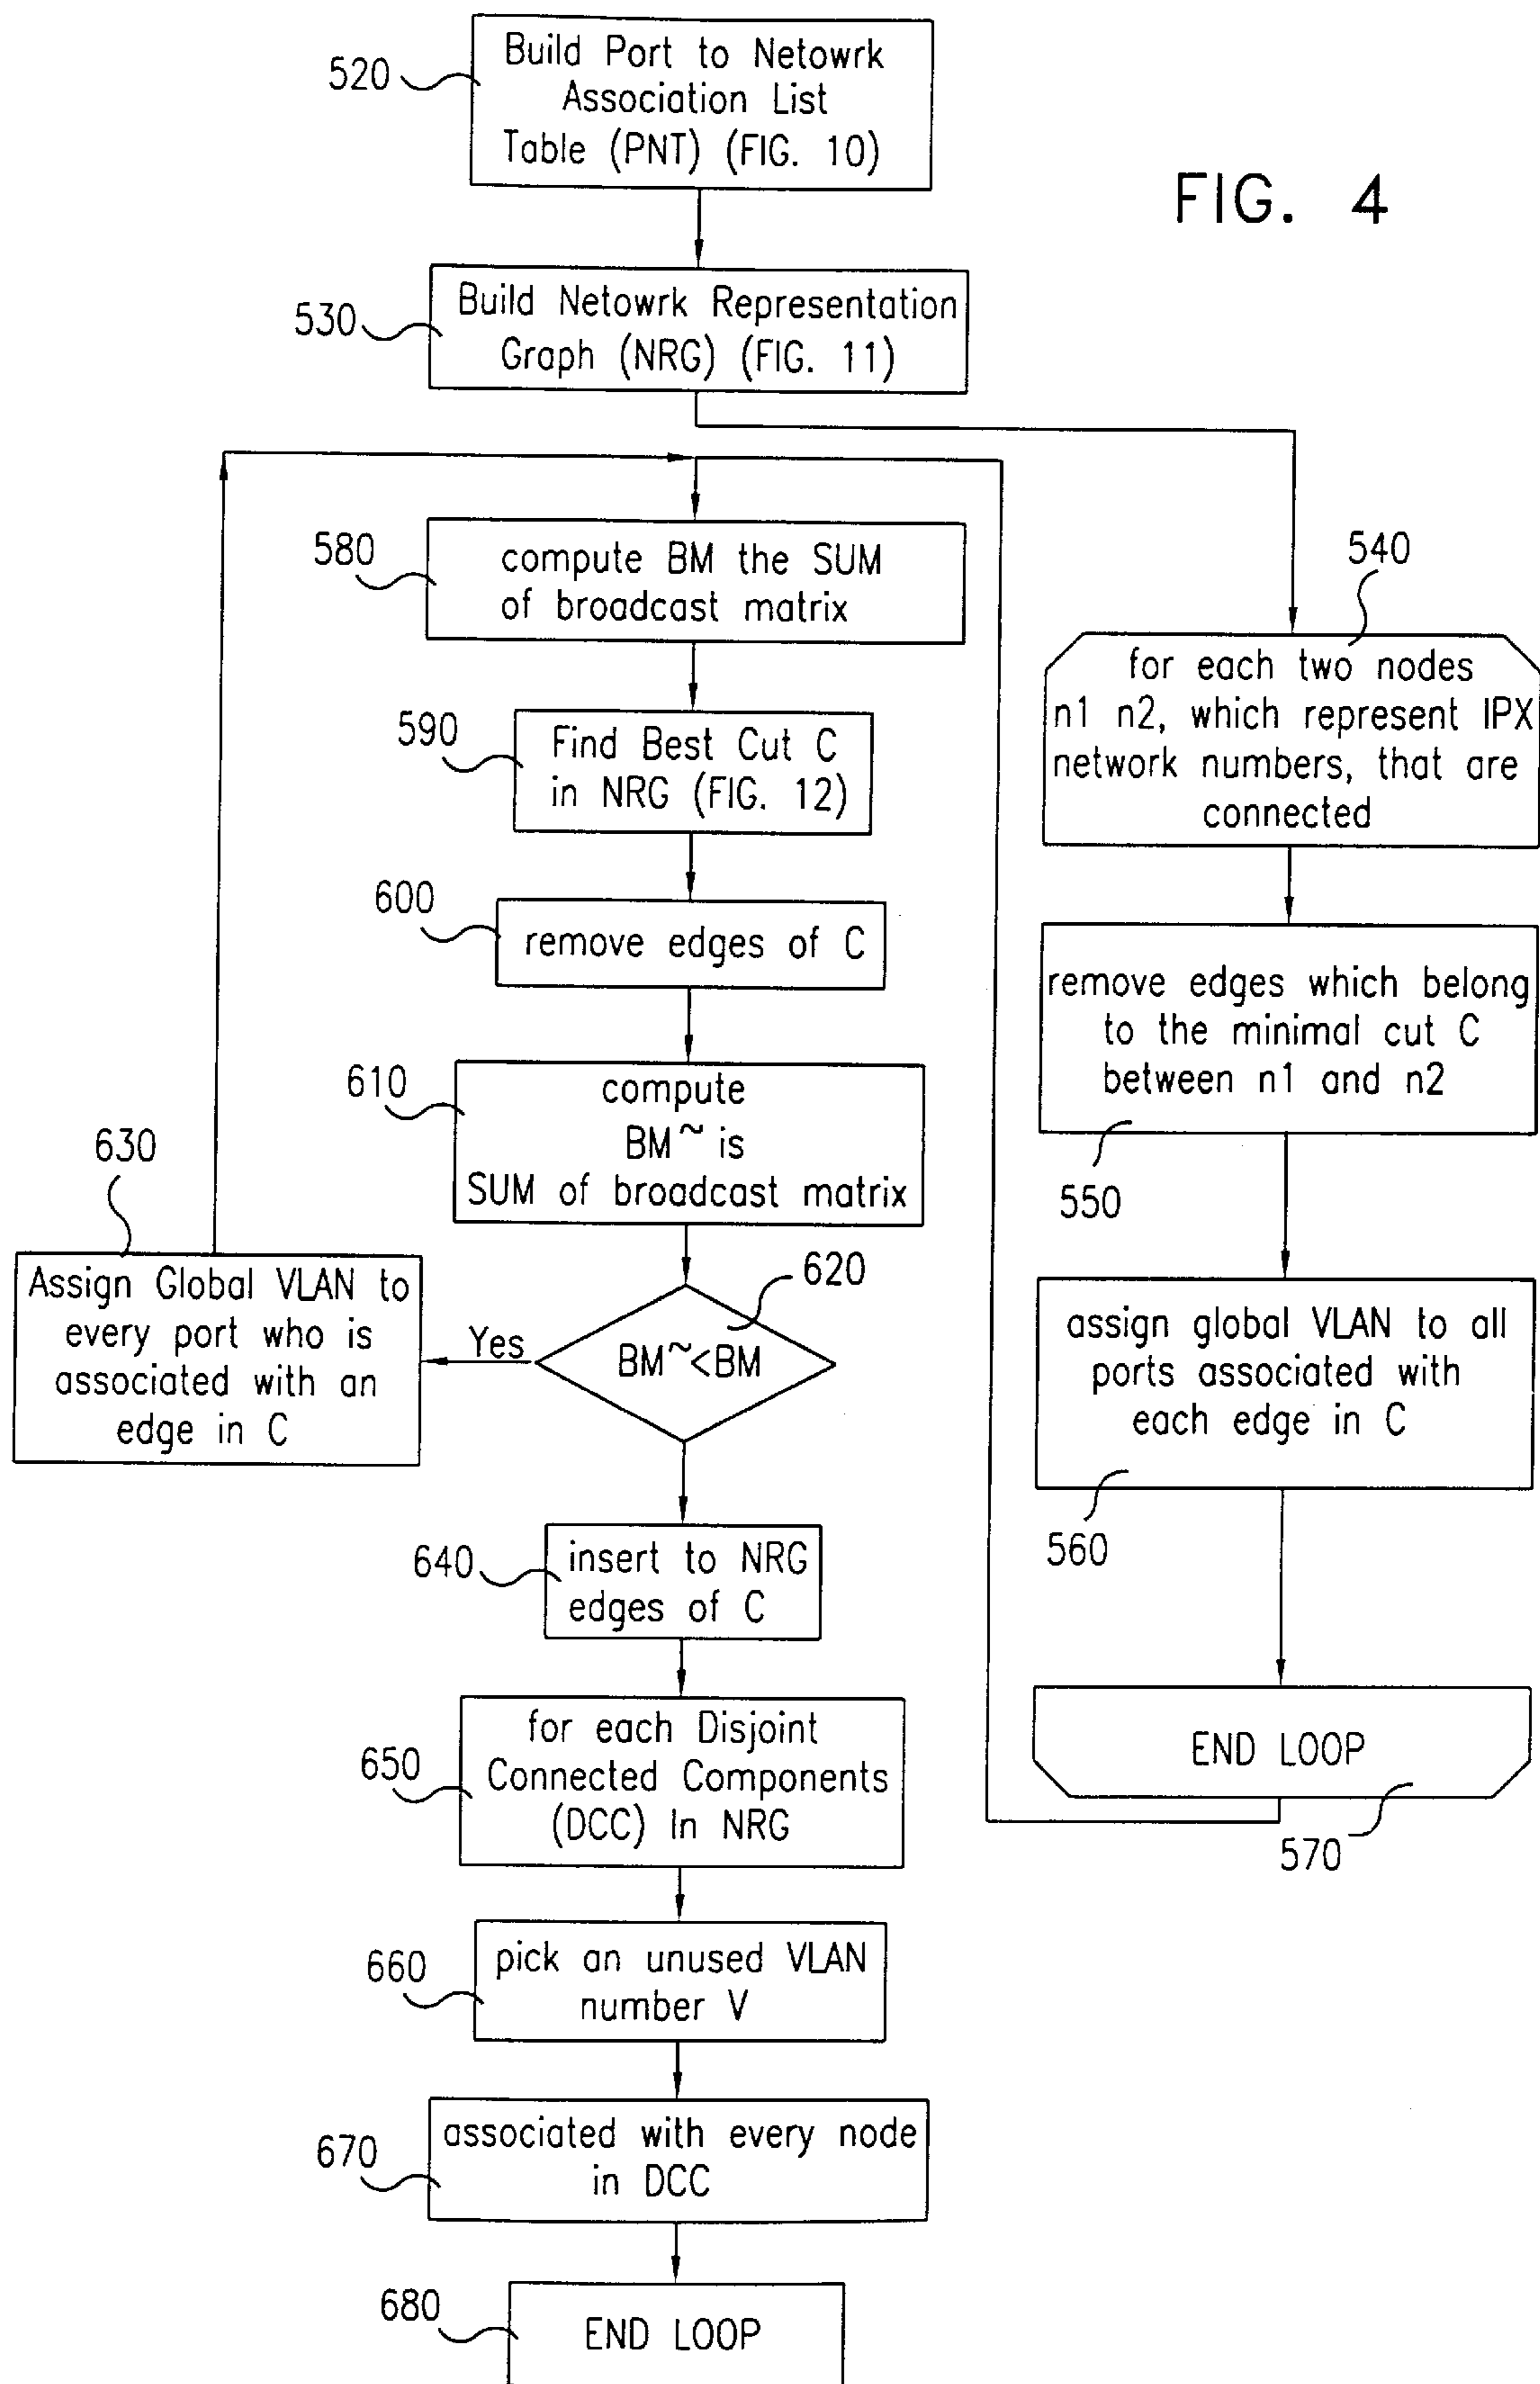 520
Build Port to Netowrk
Association List
Table (PNT) (FIG. 10)
FIG. 4
530
Build Netowrk Representation
Graph (NRG) (FIG. 11)
580
compute BM the SUM
of broadcast matrix
590
Find Best Cut C
in NRG (FIG. 12)
600
remove edges of C
610
compute
BM~ is
SUM of broadcast matrix
620
BM~<BM
Yes
630
Assign Global VLAN to
every port who is
associated with an
edge in C
640
insert to NRG
edges of C
650
for each Disjoint
Connected Components
(DCC) In NRG
660
pick an unused VLAN
number V
670
associated with every node
in DCC
680
END LOOP
540
for each two nodes
n1 n2, which represent IPX
network numbers, that are
connected
remove edges which belong
to the minimal cut C
between n1 and n2
550
assign global VLAN to all
ports associated with
each edge in C
560
END LOOP
570